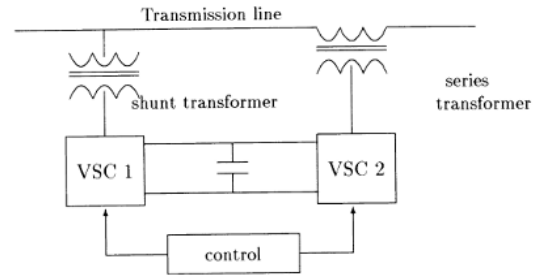 Transmission line
shunt transformer
series
transformer
VSC 1
VSC 2
control